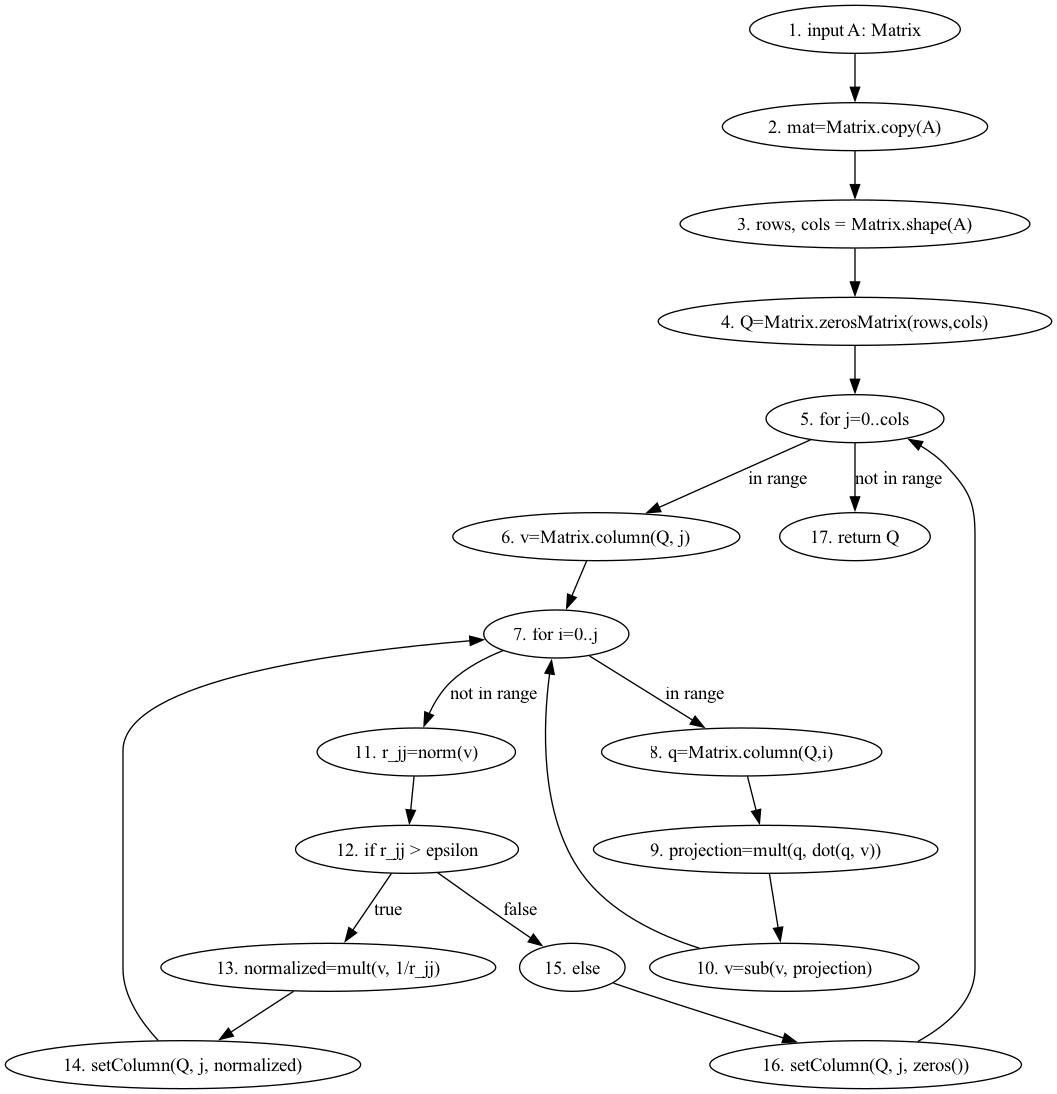 1. input A: Matrix
2. mat=Matrix.copy(A)
3. rows, cols = Matrix.shape(A)
4. Q=Matrix.zerosMatrix(rows,cols)
5. for j=0..cols
in range
not in range
6. v=Matrix.column(Q, j)
17. return Q
7. for i=0..j
not in range
in range
11. r_jj=norm(v)
8. q=Matrix.column(Q,i)
12. if r_jj > epsilon
9. projection=mult(q, dot(q, v))
true
false
13. normalized=mult(v, 1/r_jj)
15. else
10. v=sub(v, projection)
14. setColumn(Q, j, normalized)
16. setColumn(Q, j, zeros())